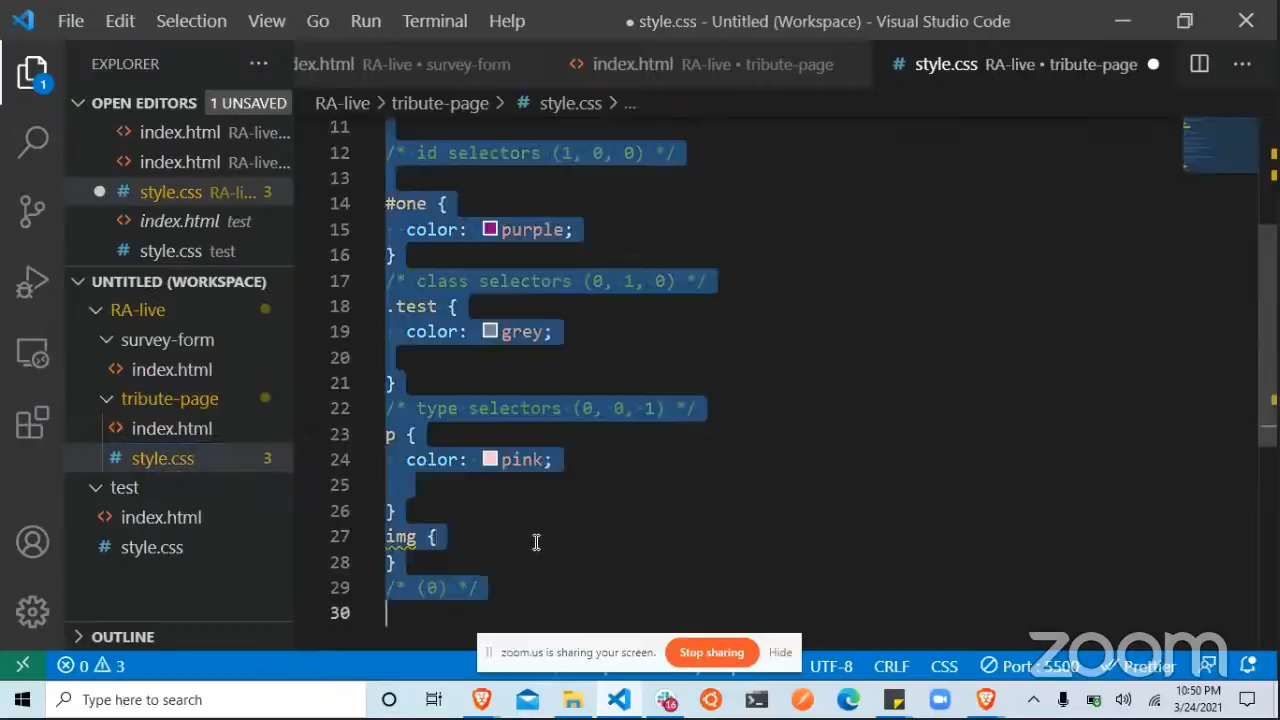 File Edit Selection View Go Run Terminal Help ● style.css - Untitled (Workspace) - Visual Studio Code
EXPLORER ···
dex.html RA-live • survey-form <> index.html RA-live • tribute-page # style.css RA-live • tribute-page ● ···
OPEN EDITORS 1 UNSAVED
RA-live > tribute-page > # style.css > ...
<> index.html RA-live...
<> index.html RA-live...
● # style.css RA-li... 3
<> index.html test
# style.css test
UNTITLED (WORKSPACE)
RA-live
survey-form
<> index.html
tribute-page
<> index.html
# style.css 3
test
<> index.html
# style.css
OUTLINE
1
11
12 /* id selectors (1, 0, 0) */
13
14 #one {
15 color: purple;
16 }
17 /* class selectors (0, 1, 0) */
18 .test {
19 color: grey;
20
21 }
22 /* type selectors (0, 0, 1) */
23 p {
24 color: pink;
25
26 }
27 img {
28 }
29 /* (0) */
30
zoom.us is sharing your screen. Stop sharing Hide
zoom
0 3 UTF-8 CRLF CSS Port : 5500 Prettier
Type here to search
16
10:50 PM
3/24/2021